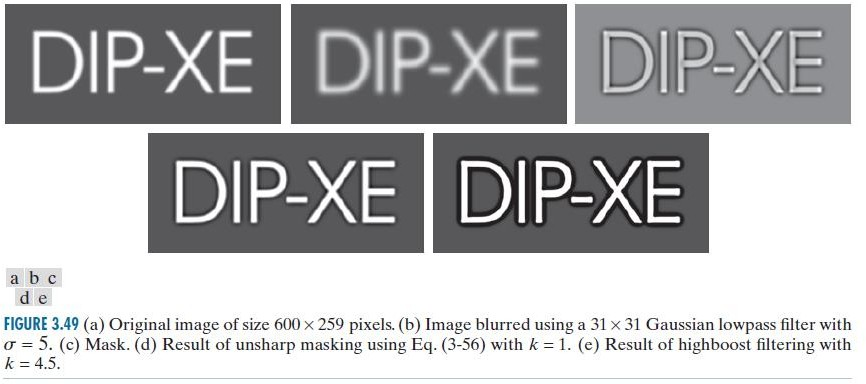 DIP-XE DIP-XE DIP-XE
DIP-XE DIP-XE
a b c
d e
FIGURE 3.49 (a) Original image of size 600 × 259 pixels. (b) Image blurred using a 31 × 31 Gaussian lowpass filter with
σ = 5. (c) Mask. (d) Result of unsharp masking using Eq. (3-56) with k = 1. (e) Result of highboost filtering with
k = 4.5.